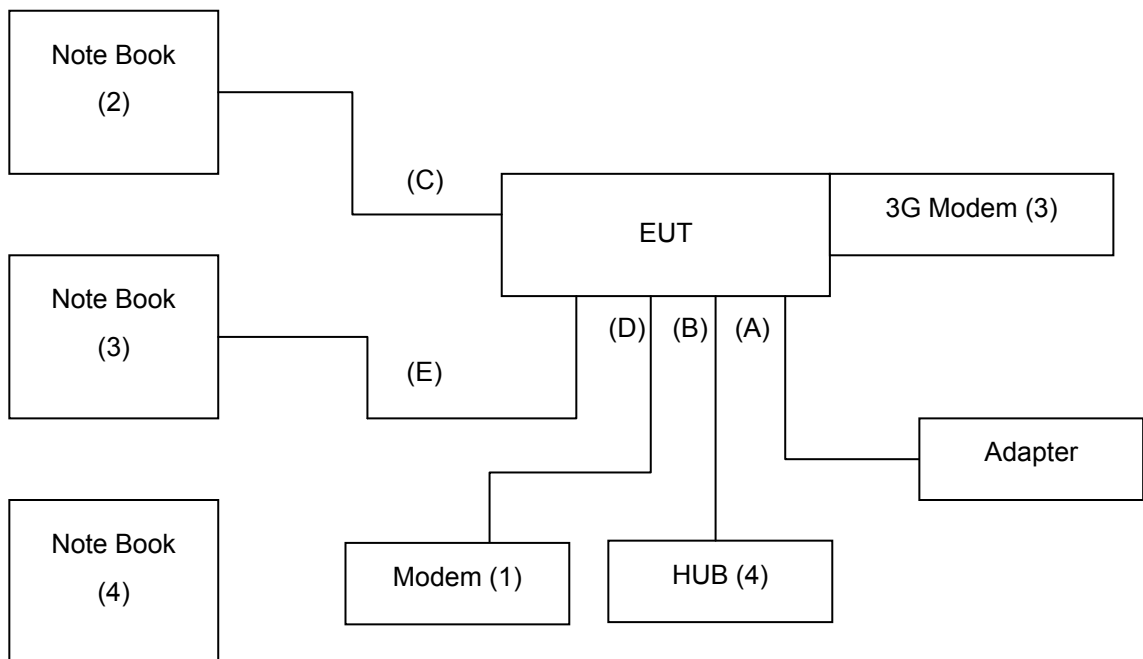 Note Book
(2)
(C)
EUT
3G Modem (3)
Note Book
(3)
(E)
(D)
(B)
(A)
Adapter
Note Book
(4)
Modem (1)
HUB (4)